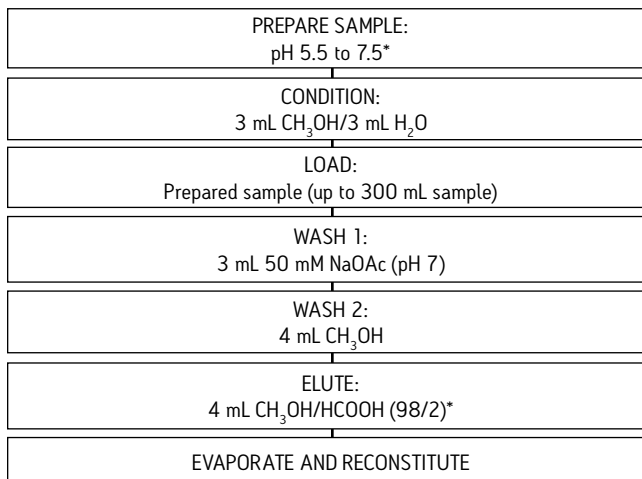 PREPARE SAMPLE:
pH 5.5 to 7.5*
CONDITION:
3 mL CH₃OH/3 mL H₂O
LOAD:
Prepared sample (up to 300 mL sample)
WASH 1:
3 mL 50 mM NaOAc (pH 7)
WASH 2:
4 mL CH₃OH
ELUTE:
4 mL CH₃OH/HCOOH (98/2)*
EVAPORATE AND RECONSTITUTE